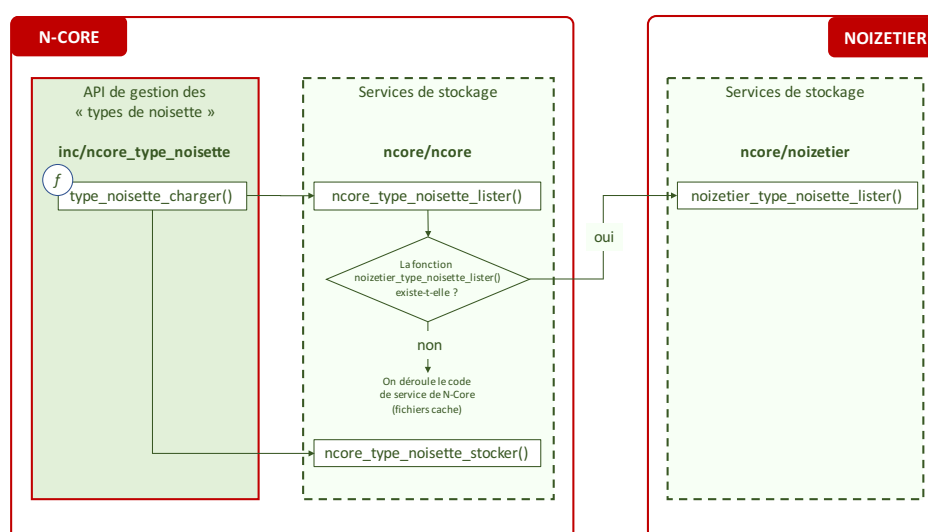 N-CORE
NOIZETIER
API de gestion des
« types de noisette »
Services de stockage
Services de stockage
inc/ncore_type_noisette
ncore/ncore
ncore/noizetier
f
type_noisette_charger()
ncore_type_noisette_lister()
noizetier_type_noisette_lister()
oui
La fonction
noizetier_type_noisette_lister()
existe-t-elle ?
non
On déroule le code
de service de N-Core
(fichiers cache)
ncore_type_noisette_stocker()